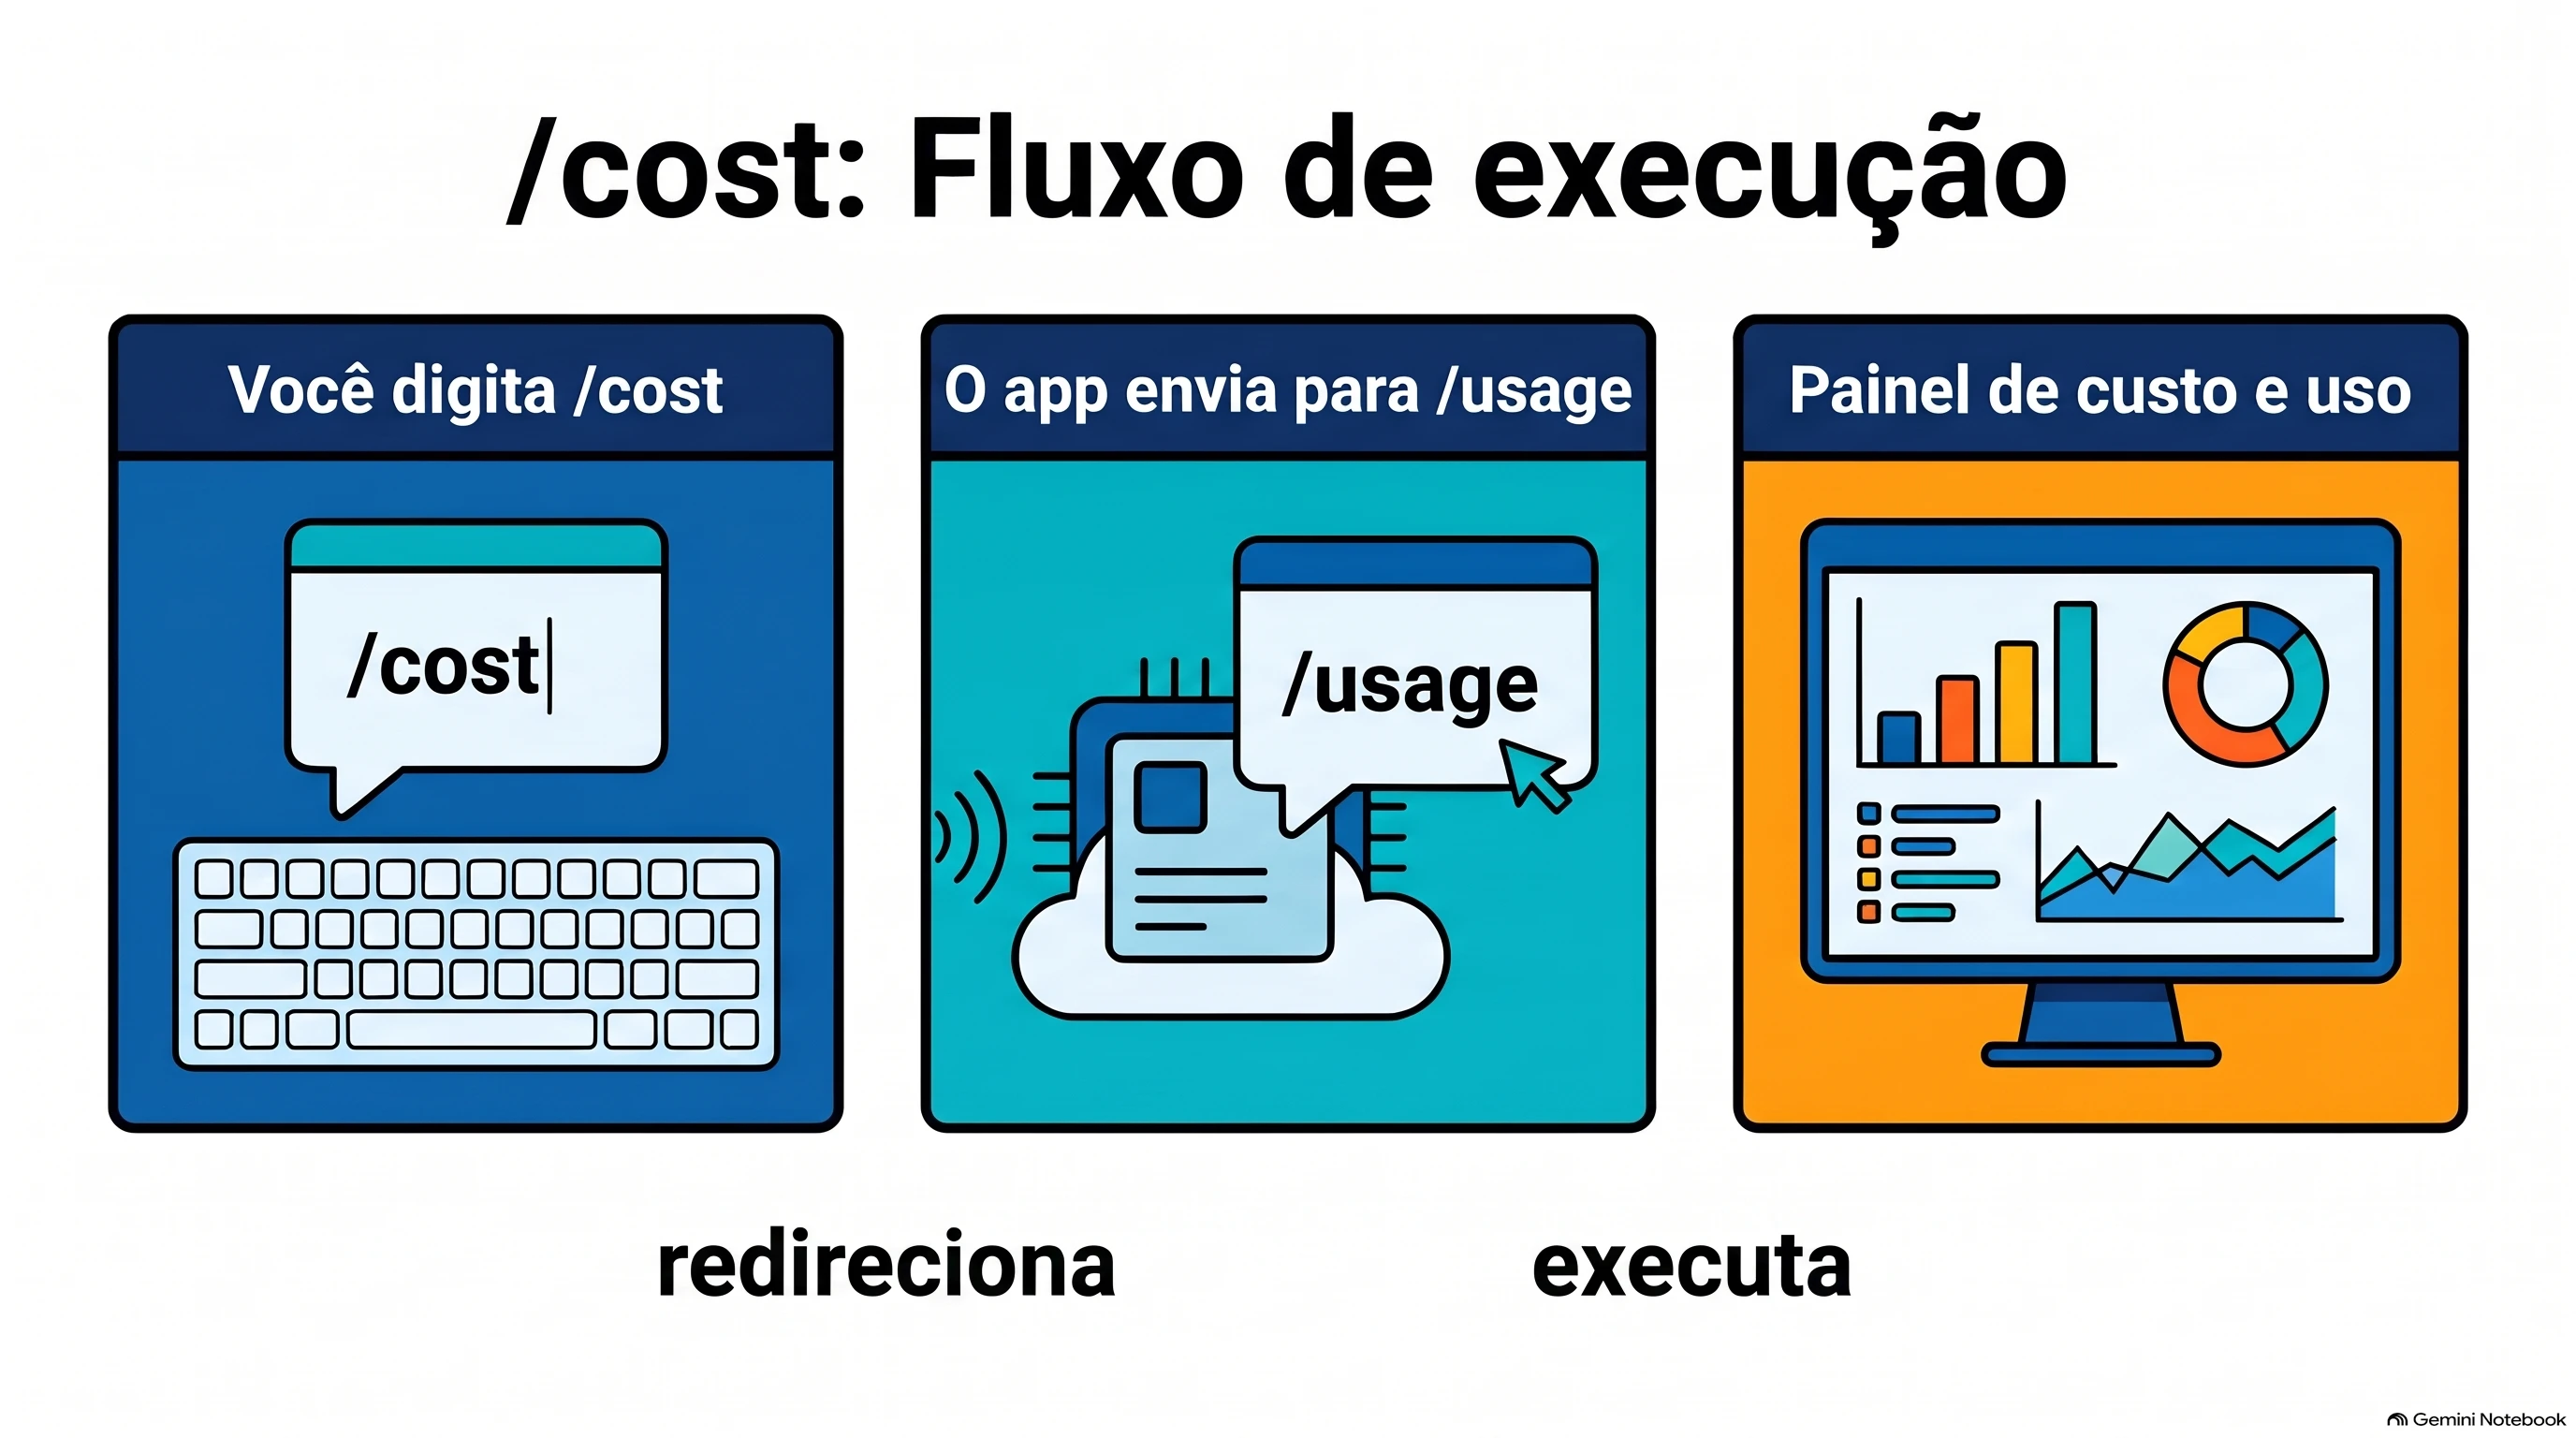 /cost: Fluxo de execução
Você digita /cost
O app envia para /usage
Painel de custo e uso
/cost
/usage
redireciona
executa
Gemini Notebook